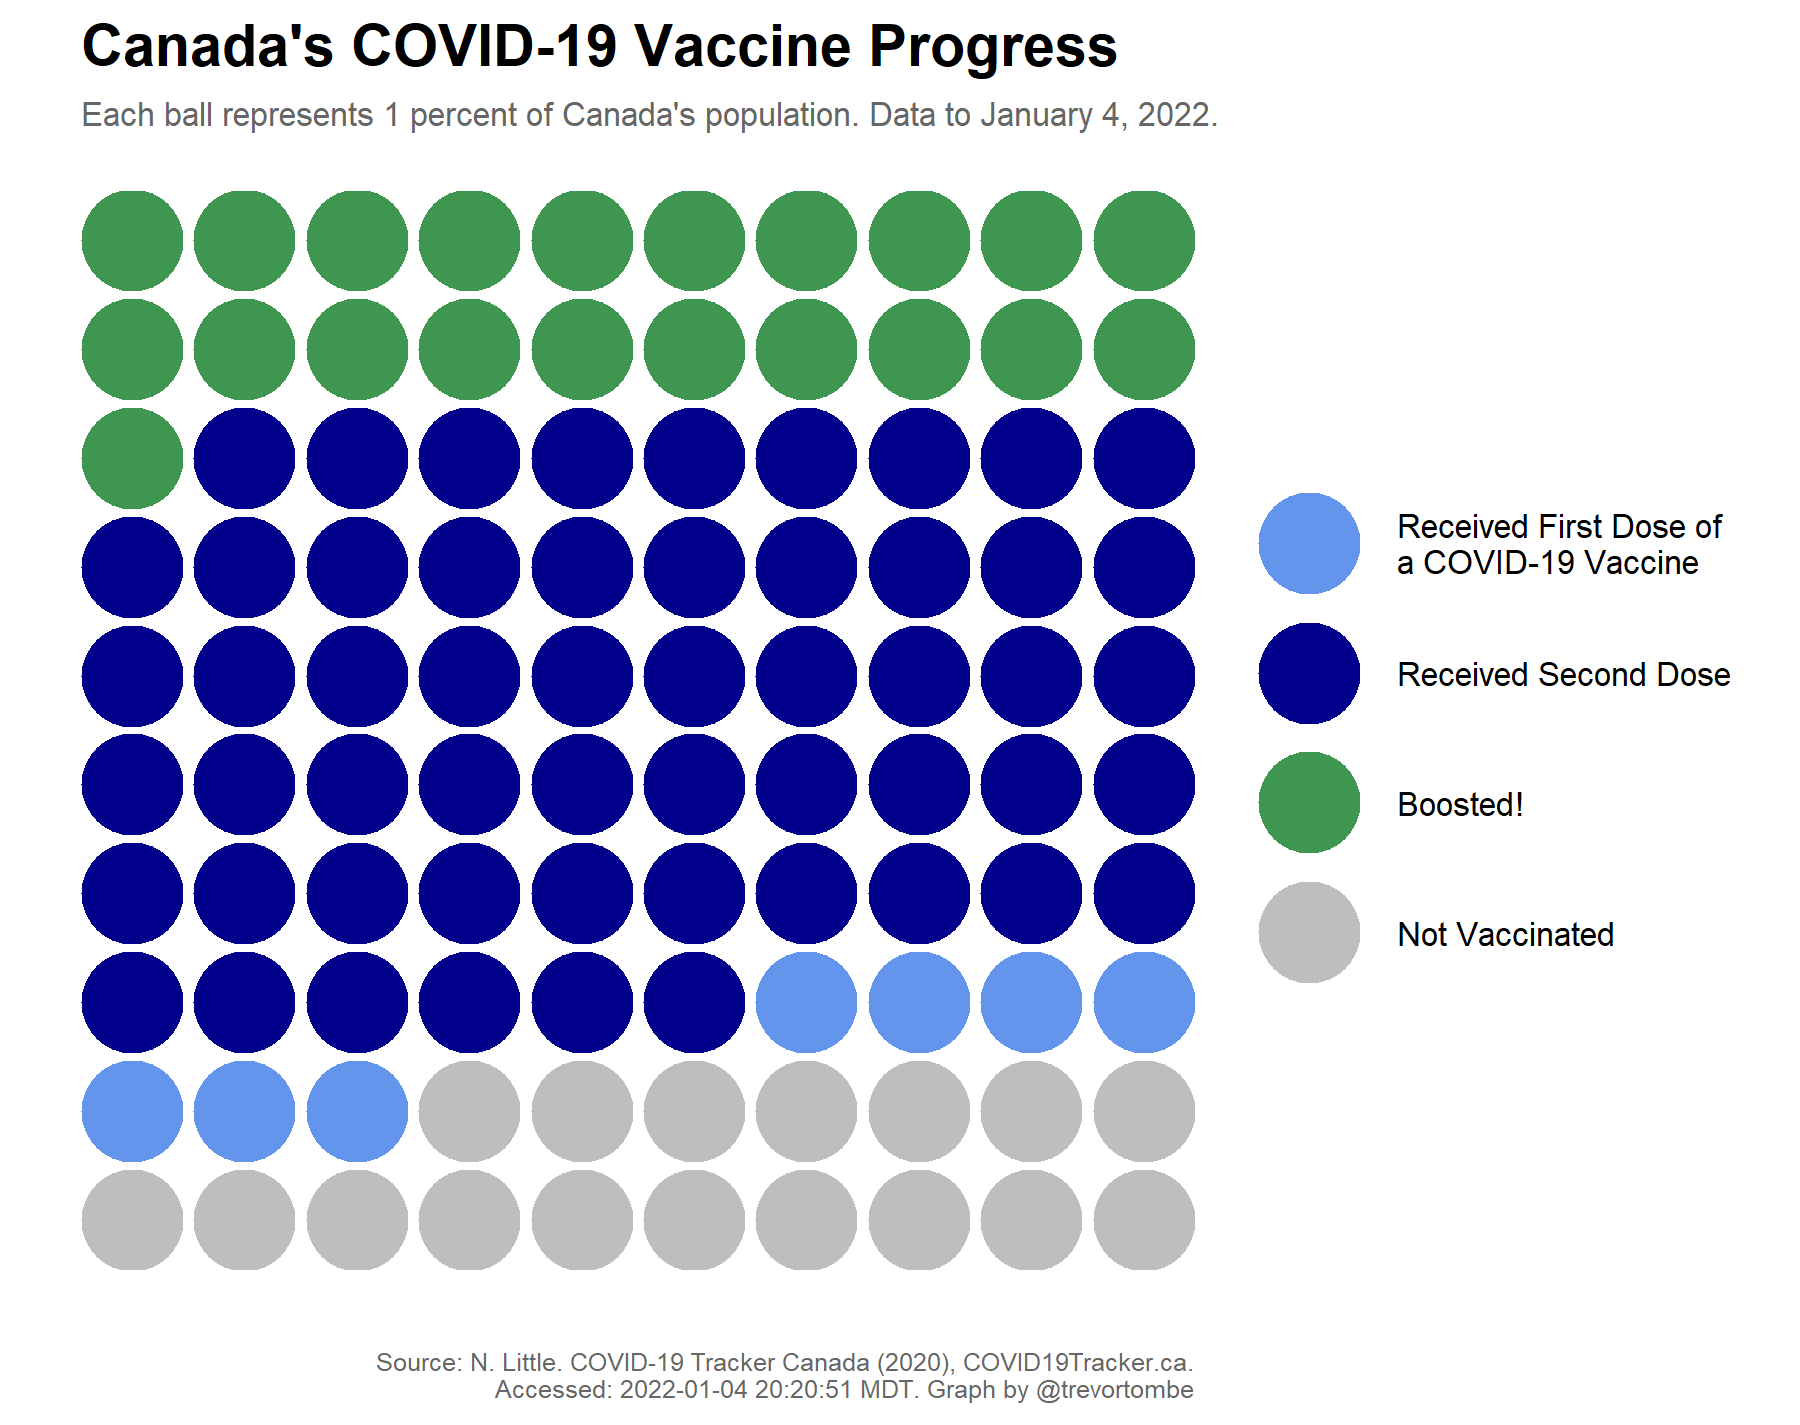 Canada's COVID-19 Vaccine Progress
Each ball represents 1 percent of Canada's population. Data to January 4, 2022.
Received First Dose of
a COVID-19 Vaccine
Received Second Dose
Boosted!
Not Vaccinated
Source: N. Little. COVID-19 Tracker Canada (2020), COVID19Tracker.ca.
Accessed: 2022-01-04 20:20:51 MDT. Graph by @trevortombe